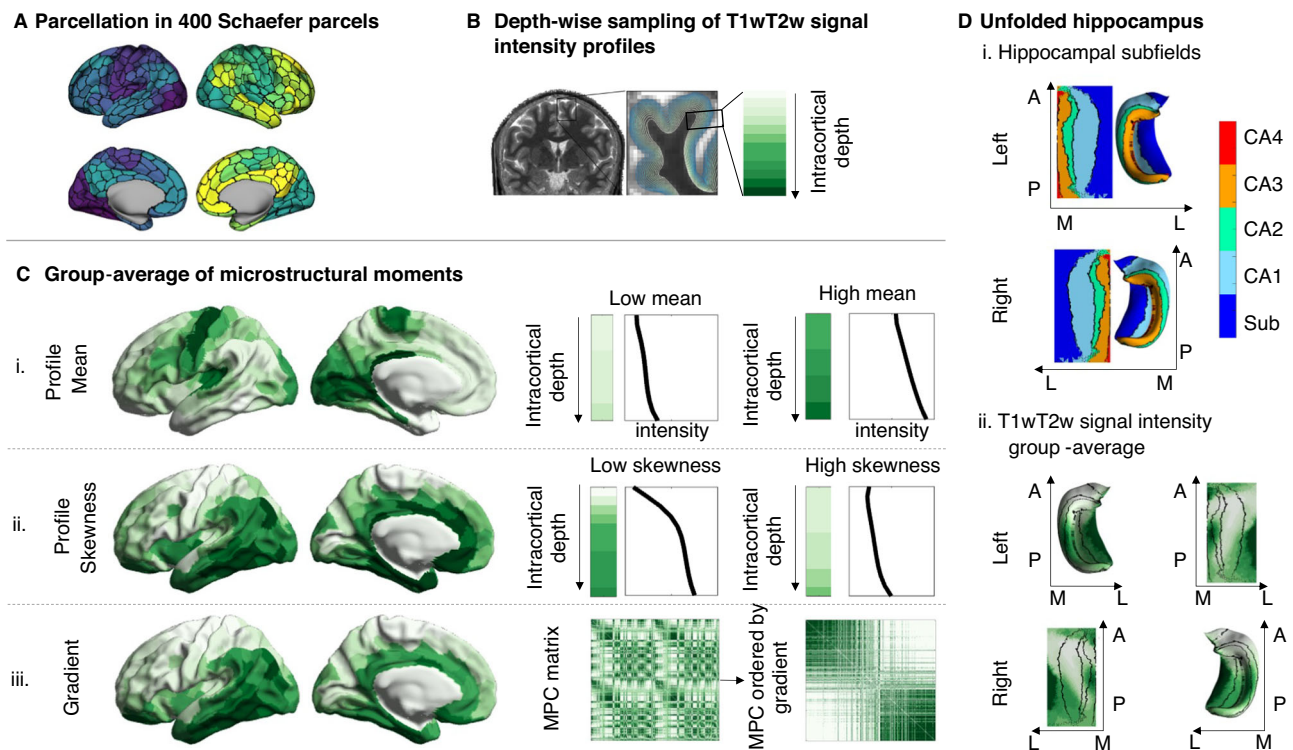 A Parcellation in 400 Schaefer parcels
B Depth-wise sampling of T1wT2w signal
intensity profiles
Intracortical
depth
C Group-average of microstructural moments
i.
Profile
Mean
Low mean
Intracortical
depth
intensity
High mean
Intracortical
depth
intensity
ii.
Profile
Skewness
Low skewness
Intracortical
depth
High skewness
Intracortical
depth
iii.
Gradient
MPC matrix
MPC ordered by
gradient
D Unfolded hippocampus
i. Hippocampal subfields
Left
A
P
M
L
Right
A
P
L
M
CA4
CA3
CA2
CA1
Sub
ii. T1wT2w signal intensity
group -average
Left
A
P
M
L
A
P
M
L
Right
A
P
L
M
A
P
L
M